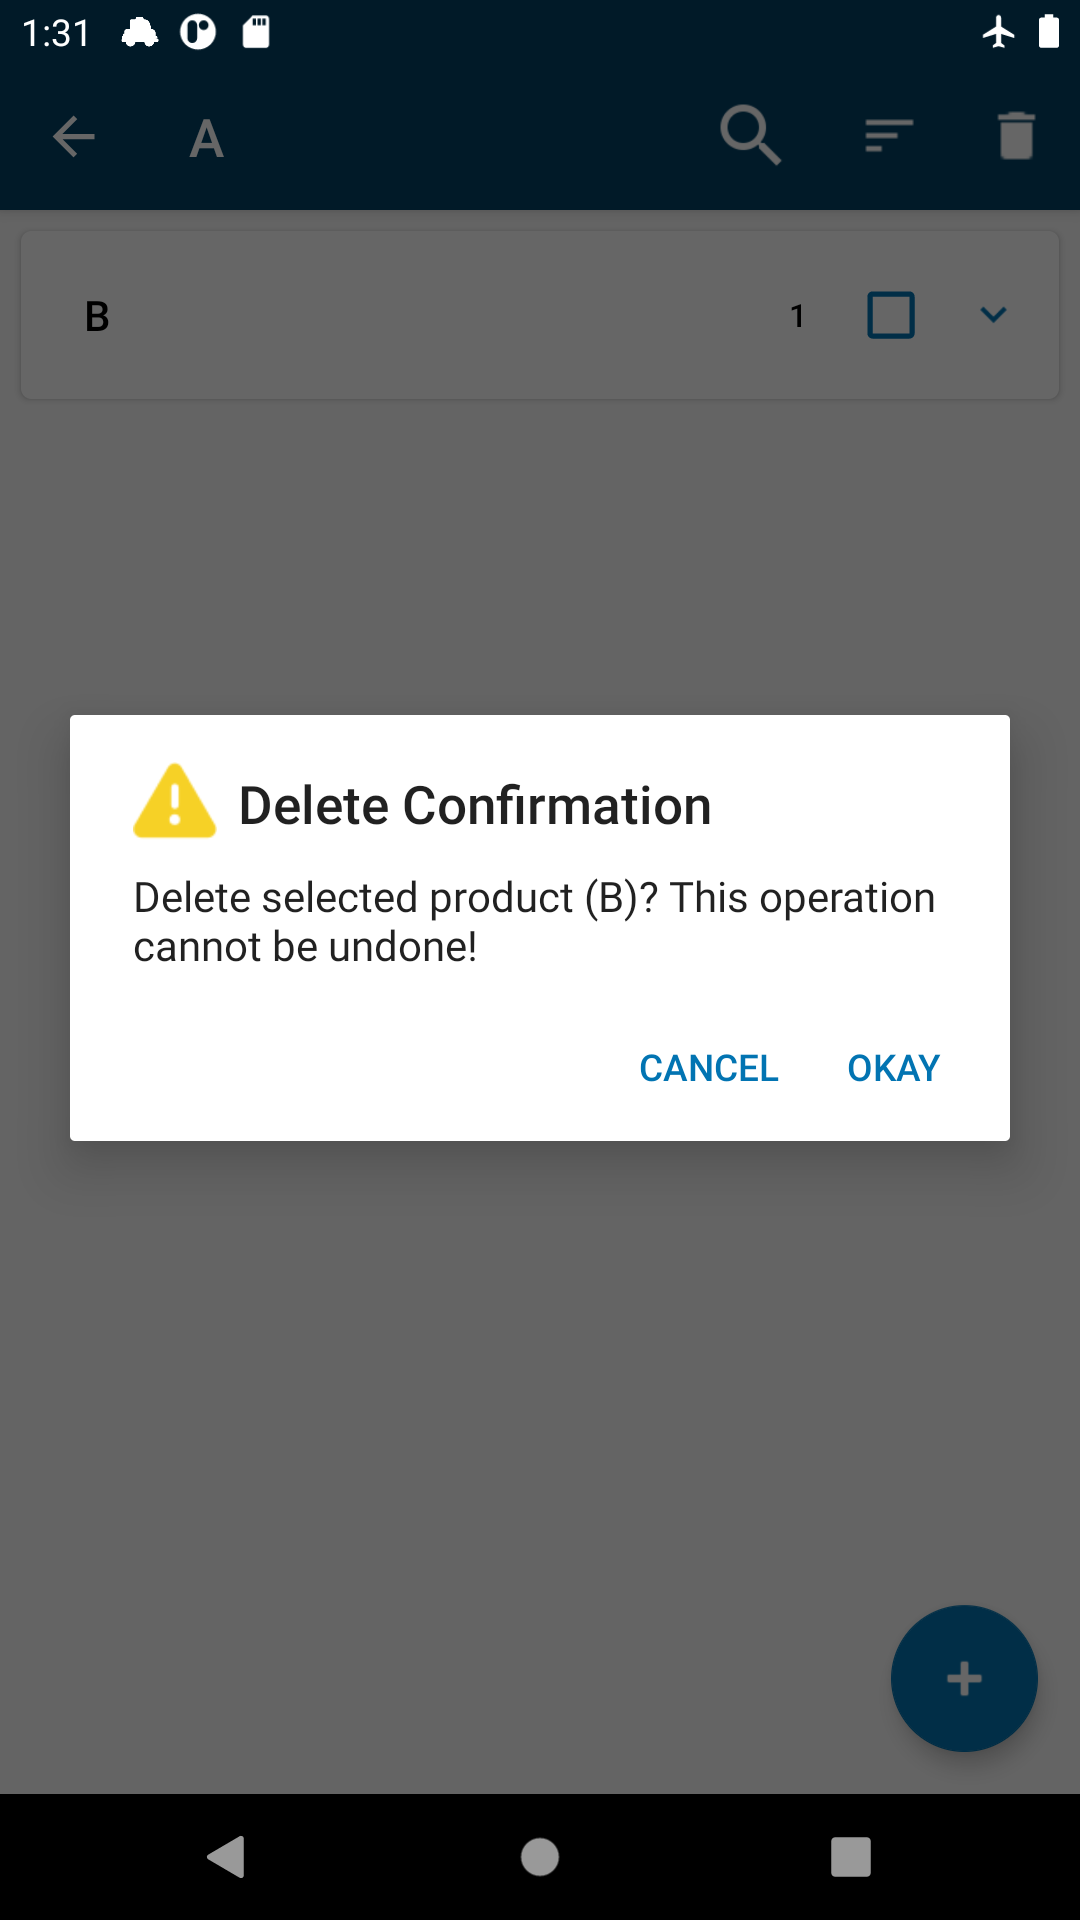 1:31
A
B
1
Delete Confirmation
Delete selected product (B)? This operation
cannot be undone!
CANCEL
OKAY